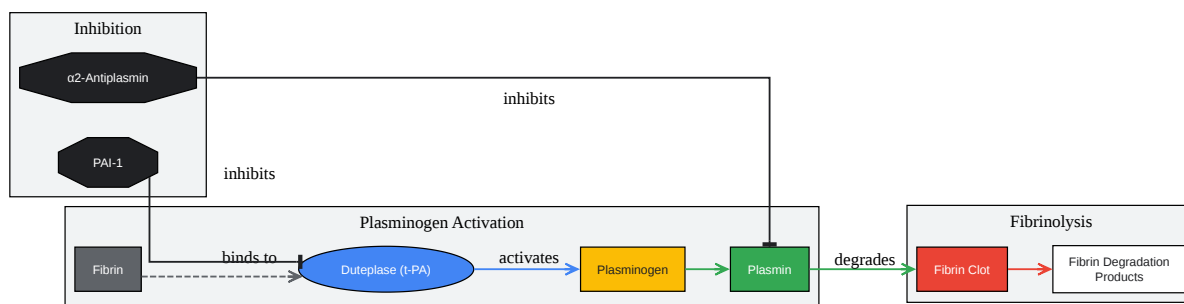 Inhibition
α2-Antiplasmin
inhibits
PAI-1
inhibits
Plasminogen Activation
Fibrinolysis
Fibrin
binds to
Duteplase (t-PA)
activates
Plasminogen
Plasmin
degrades
Fibrin Clot
Fibrin Degradation
Products